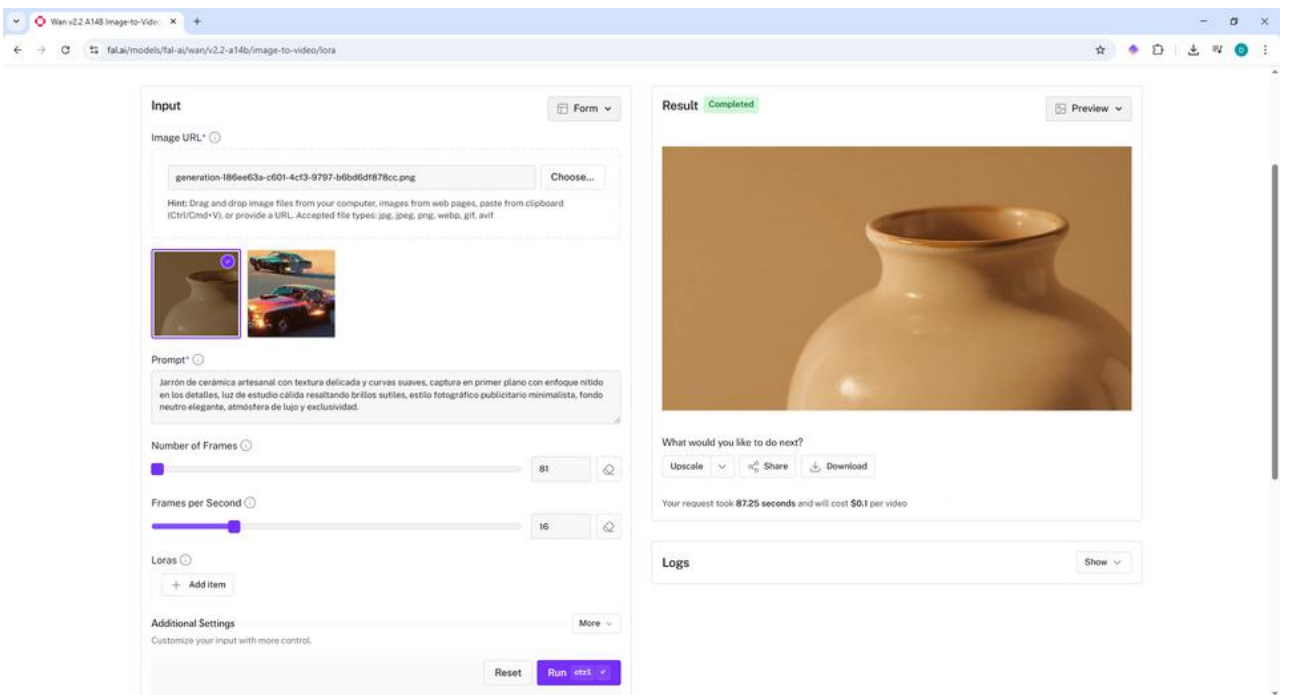 Wan v2.2 A14B Image-to-Vide
fal.ai/models/fal-ai/wan/v2.2-a14b/image-to-video/lora
Input
Form
Image URL*
generation-186ee63a-c601-4cf3-9797-b6bd6df878cc.png
Choose...
Hint: Drag and drop image files from your computer, images from web pages, paste from clipboard
(Ctrl/Cmd+V), or provide a URL. Accepted file types: jpg, jpeg, png, webp, gif, avif
Prompt*
Jarrón de cerámica artesanal con textura delicada y curvas suaves, captura en primer plano con enfoque nítido
en los detalles, luz de estudio cálida resaltando brillos sutiles, estilo fotográfico publicitario minimalista, fondo
neutro elegante, atmósfera de lujo y exclusividad.
Number of Frames
81
Frames per Second
16
Loras
+ Add item
Additional Settings
More
Customize your input with more control.
Reset
Run ctrl
Result Completed
Preview
What would you like to do next?
Upscale
Share
Download
Your request took 87.25 seconds and will cost $0.1 per video
Logs
Show